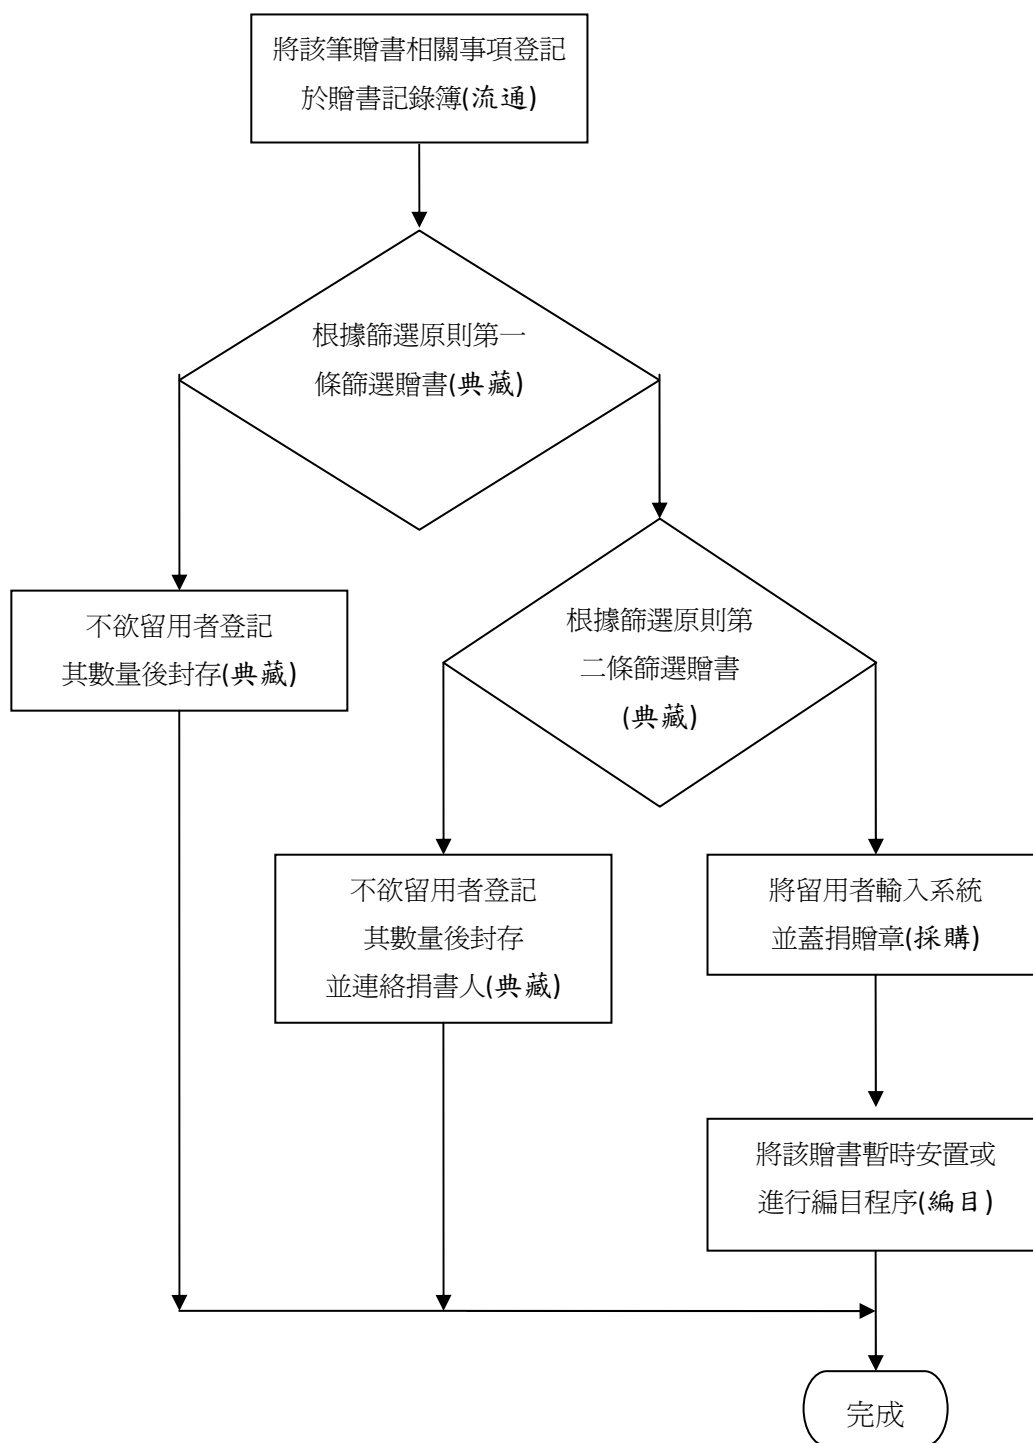 將該筆贈書相關事項登記
於贈書記錄簿(流通)
根據篩選原則第一
條篩選贈書(典藏)
不欲留用者登記
其數量後封存(典藏)
根據篩選原則第
二條篩選贈書
(典藏)
不欲留用者登記
其數量後封存
並連絡捐書人(典藏)
將留用者輸入系統
並蓋捐贈章(採購)
將該贈書暫時安置或
進行編目程序(編目)
完成